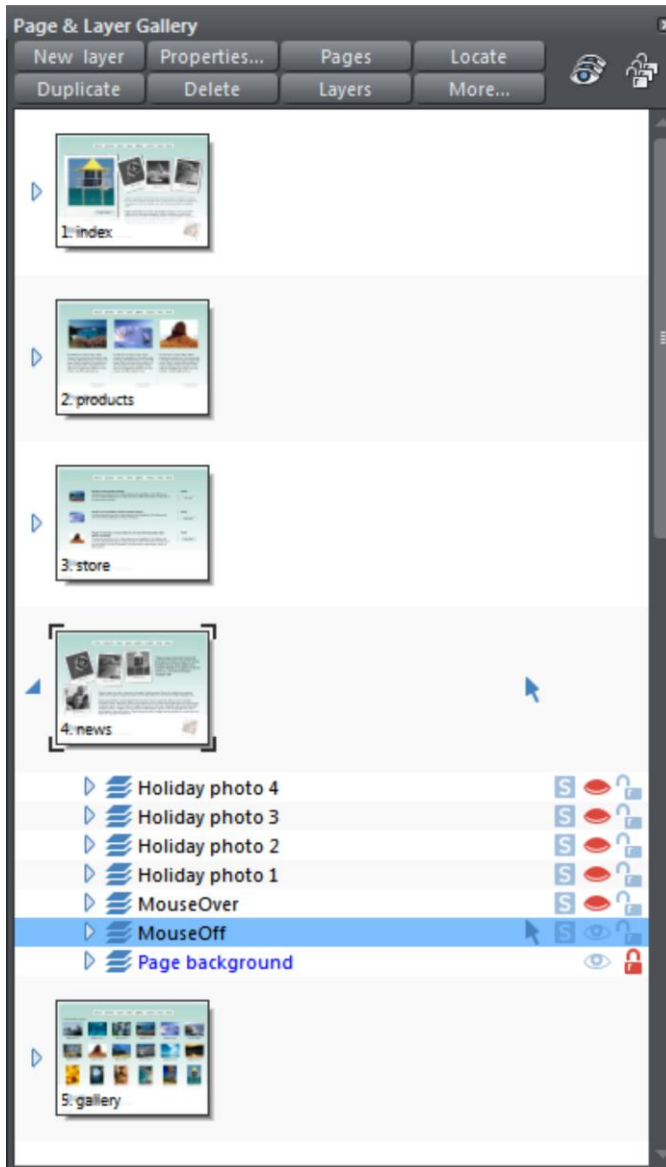 Page & Layer Gallery
New layer Properties... Pages Locate
Duplicate Delete Layers More...
1. index
2. products
3. store
4. news
Holiday photo 4
S
Holiday photo 3
S
Holiday photo 2
S
Holiday photo 1
S
MouseOver
S
MouseOff
S
Page background
5. gallery